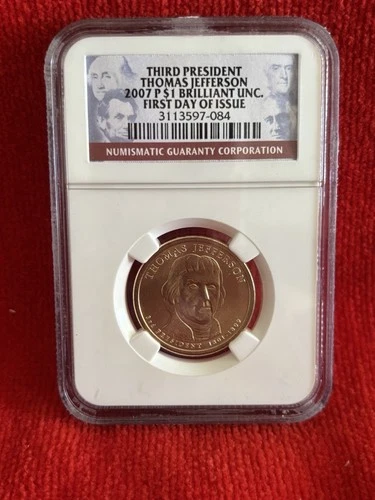 THIRD PRESIDENT
THOMAS JEFFERSON
2007 P $1 BRILLIANT UNC.
FIRST DAY OF ISSUE
3113597-084
NUMISMATIC GUARANTY CORPORATION
THOMAS JEFFERSON
3rd PRESIDENT 1801-1809